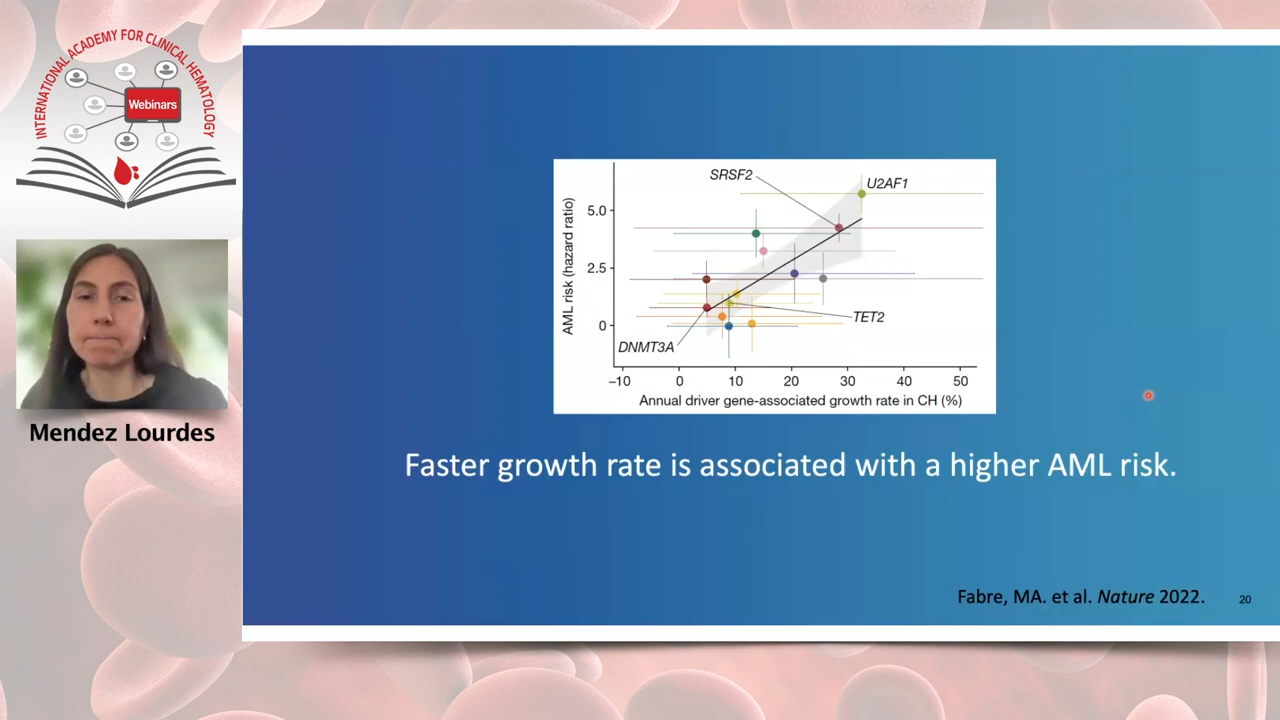 INTERNATIONAL ACADEMY FOR CLINICAL HEMATOLOGY
Webinars
Mendez Lourdes
SRSF2
U2AF1
AML risk (hazard ratio)
5.0
2.5
0
TET2
DNMT3A
−10 0 10 20 30 40 50
Annual driver gene-associated growth rate in CH (%)
Faster growth rate is associated with a higher AML risk.
Fabre, MA. et al. Nature 2022.
20